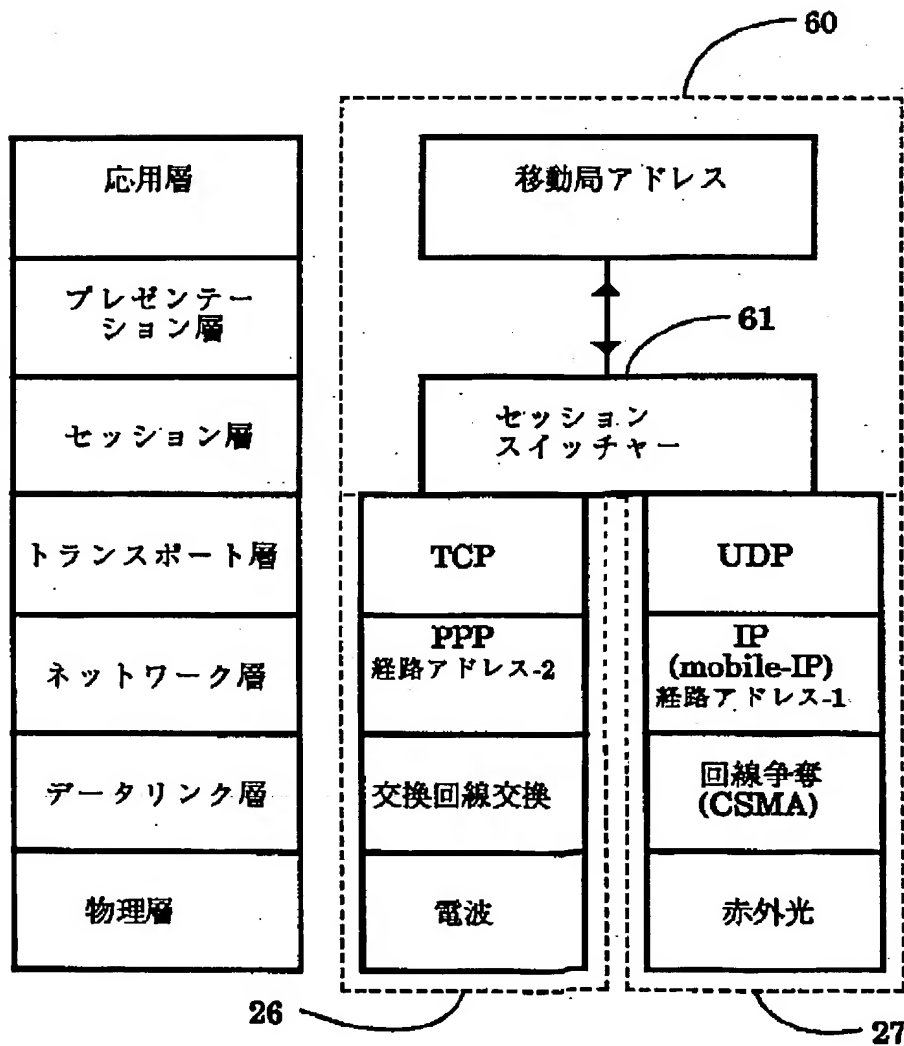 60
応用層
移動局アドレス
プレゼンテー
ション層
61
セッション層
セッション
スイッチャー
トランスポート層
TCP
UDP
ネットワーク層
PPP
経路アドレス-2
IP
(mobile-IP)
経路アドレス-1
データリンク層
交換回線交換
回線争奪
(CSMA)
物理層
電波
赤外光
26
27